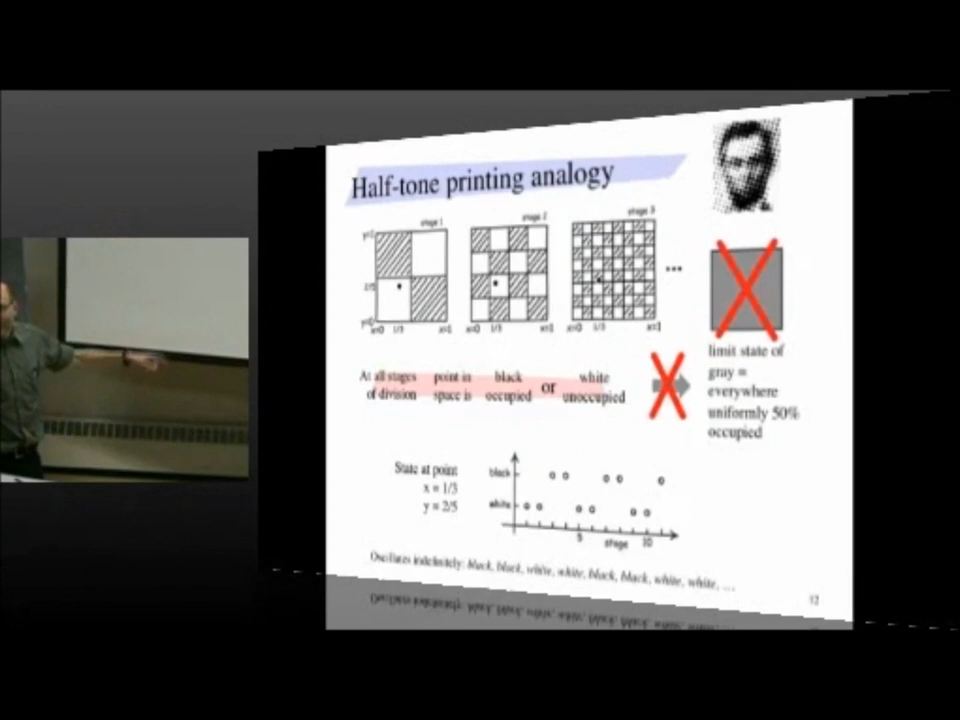 Half-tone printing analogy
stage 1
stage 2
stage 3
y=1
2/5
y=0
x=0 1/3 x=1
x=0 1/3 x=1
x=0 1/3 x=1
...
limit state of
gray =
everywhere
uniformly 50%
occupied
At all stages point in black or white
of division space is occupied unoccupied
State at point
x = 1/3
y = 2/5
black
white
5 stage 10
Oscillates indefinitely: black, black, white, white, black, black, white, white, ...
12